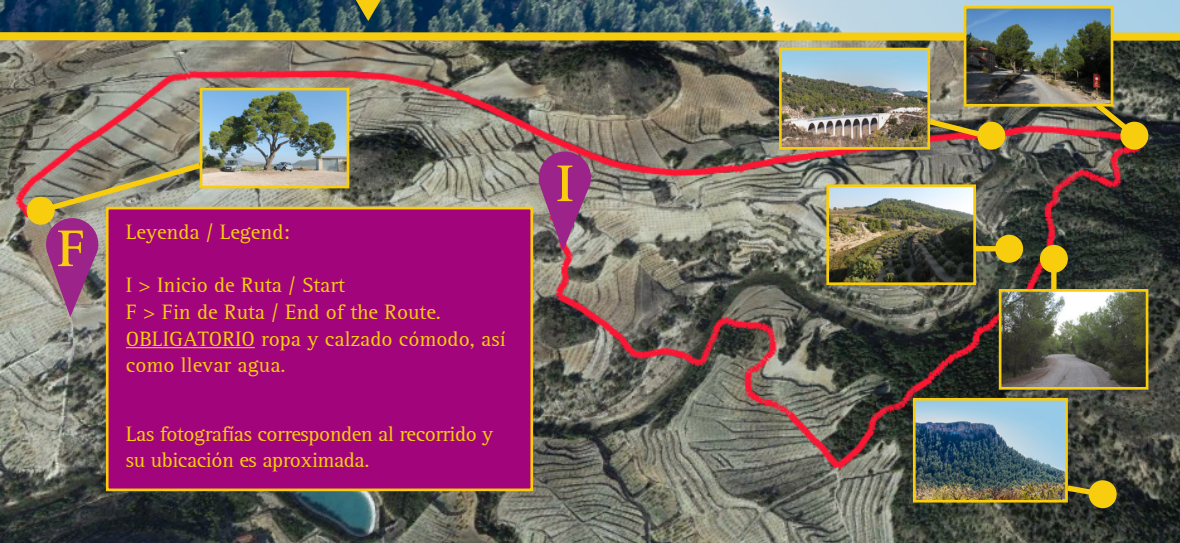 I
F
Leyenda / Legend:
I > Inicio de Ruta / Start
F > Fin de Ruta / End of the Route.
OBLIGATORIO ropa y calzado cómodo, así
como llevar agua.
Las fotografías corresponden al recorrido y
su ubicación es aproximada.